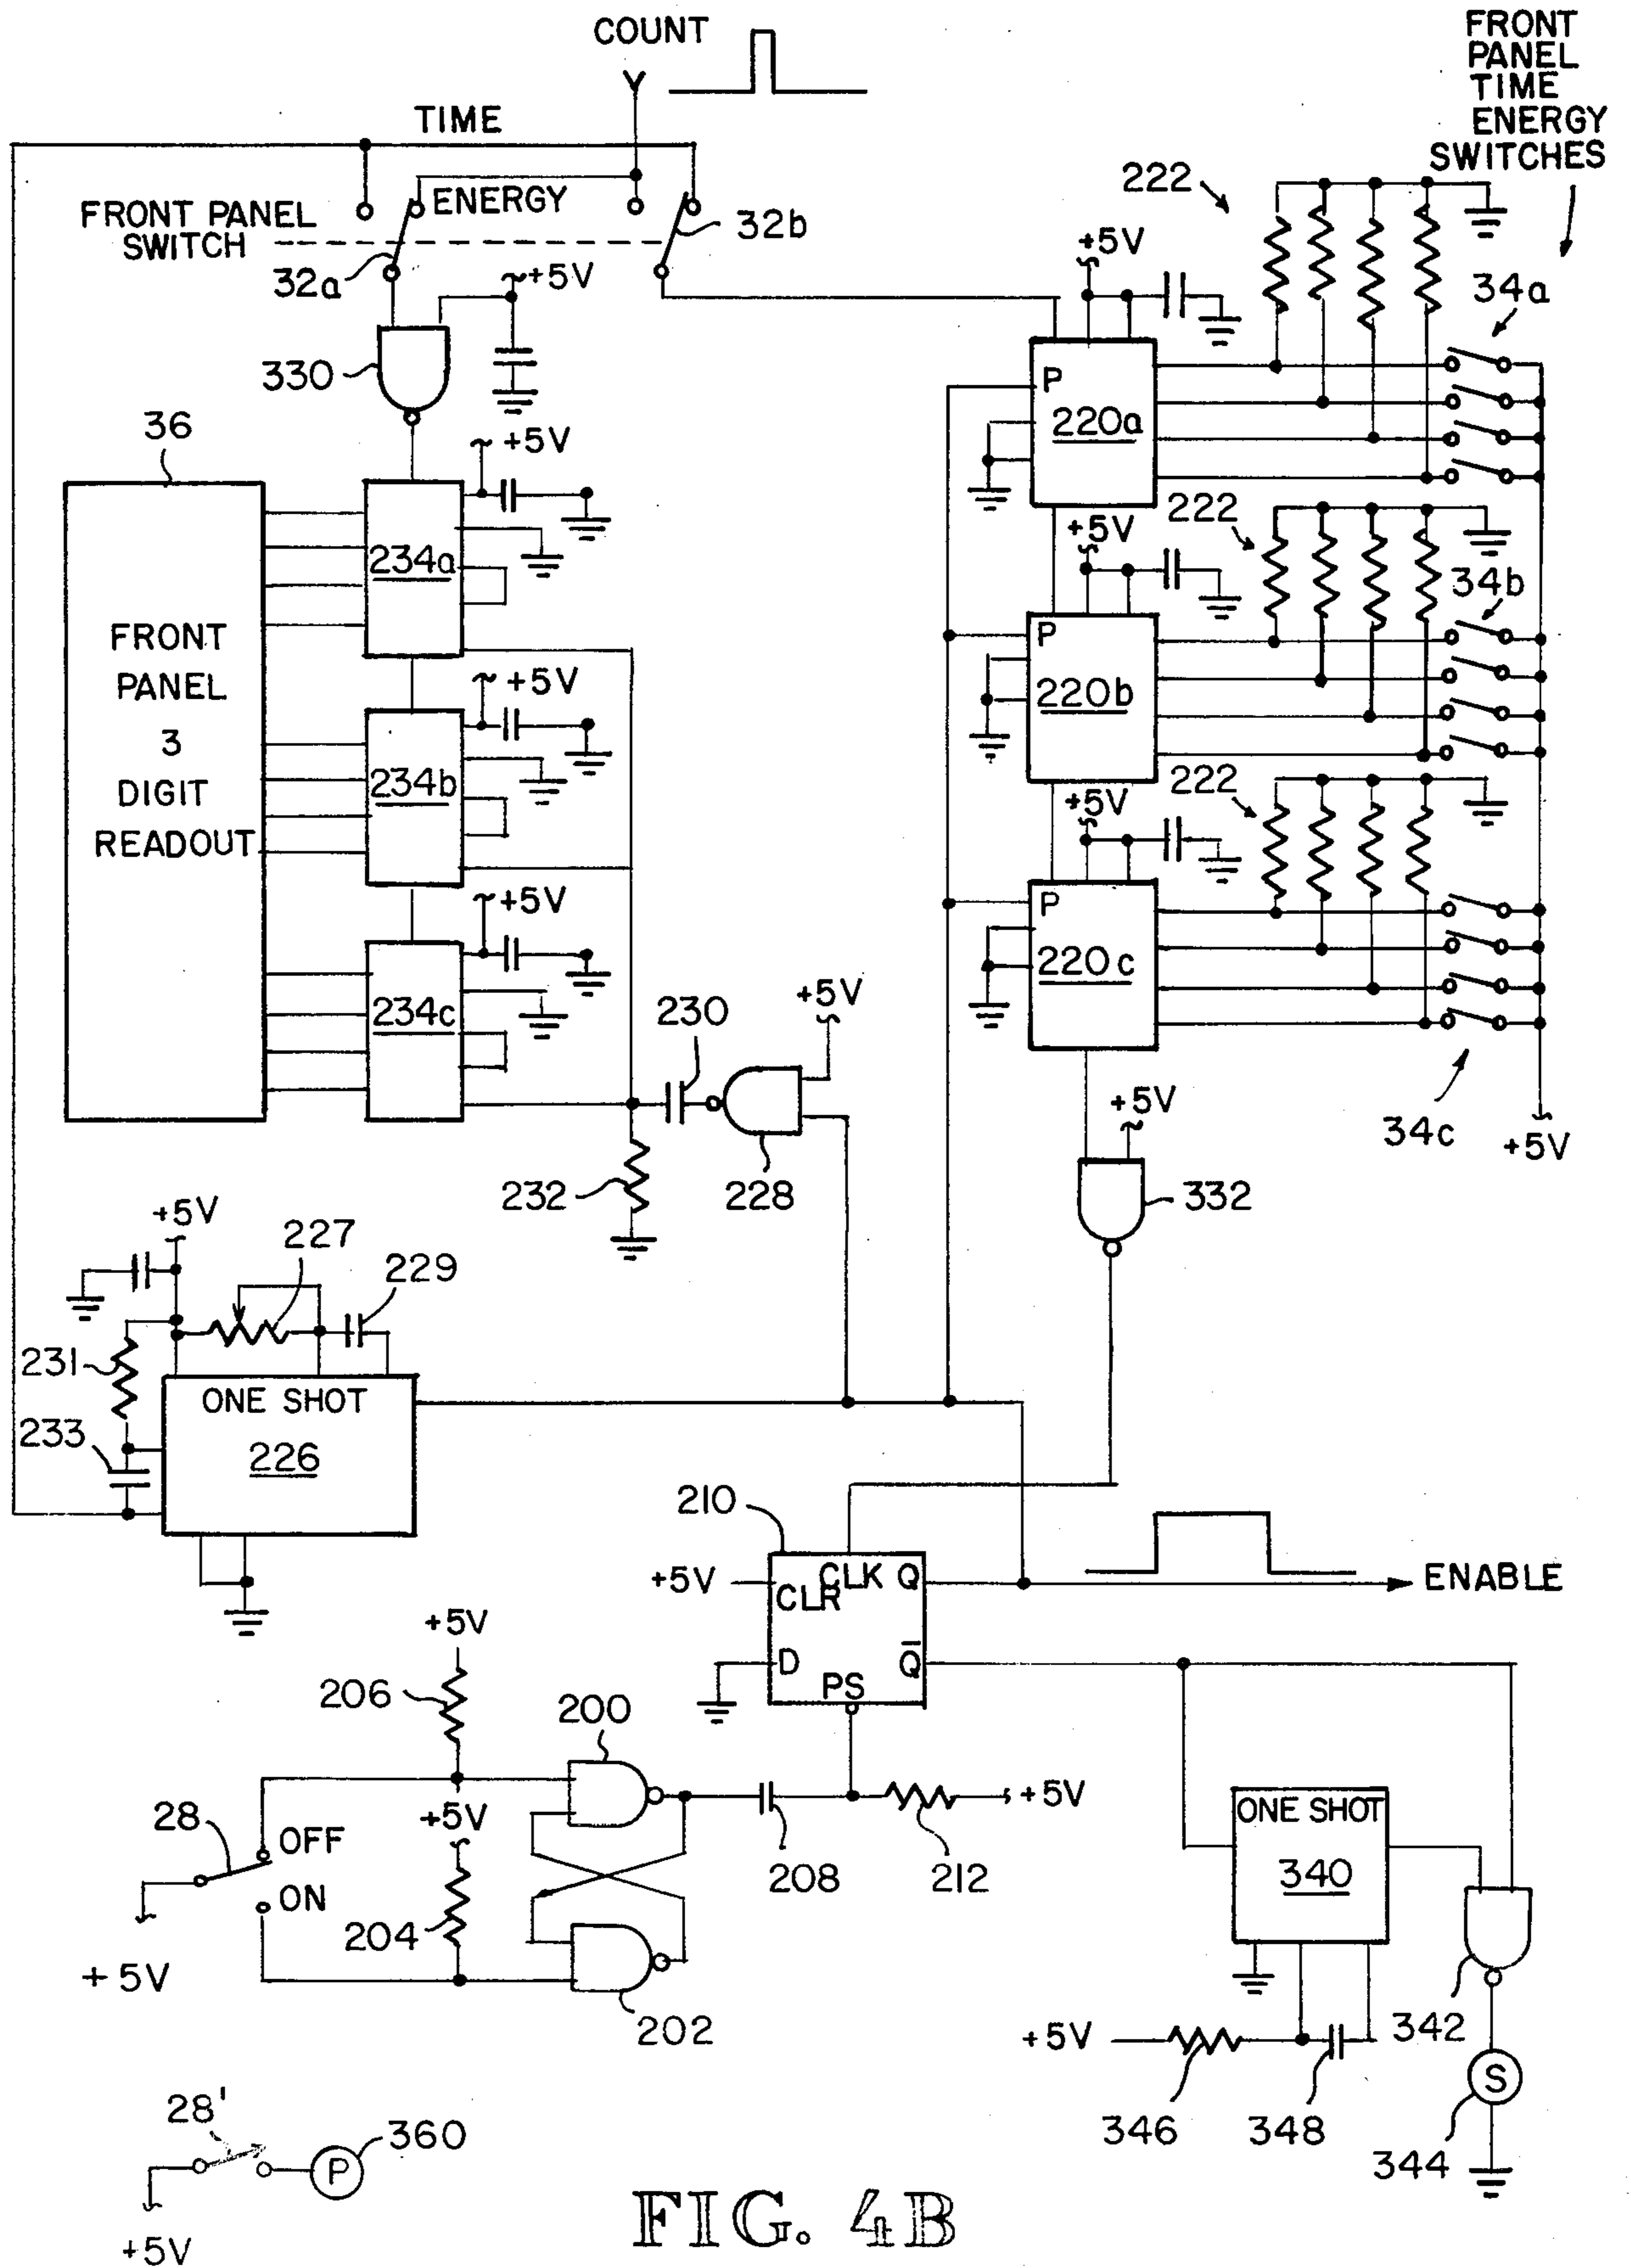 COUNT
FRONT
PANEL
TIME
ENERGY
SWITCHES
TIME
222
ENERGY
FRONT PANEL
SWITCH
32a
32b
+5V
+5V
34a
330
P
220a
36
+5V
222
+5V
34b
234a
FRONT
PANEL
3
DIGIT
READOUT
+5V
P
220b
234b
222
+5V
+5V
P
220c
234c
230
+5V
228
232
+5V
332
34c
+5V
+5V
227
229
231
ONE SHOT
226
233
210
+5V
CLR
CLK
Q
D
PS
Q̅
ENABLE
+5V
206
200
28
OFF
ON
+5V
+5V
204
202
208
212
+5V
ONE SHOT
340
+5V
346
348
342
S
344
28'
P
360
+5V
FIG. 4B